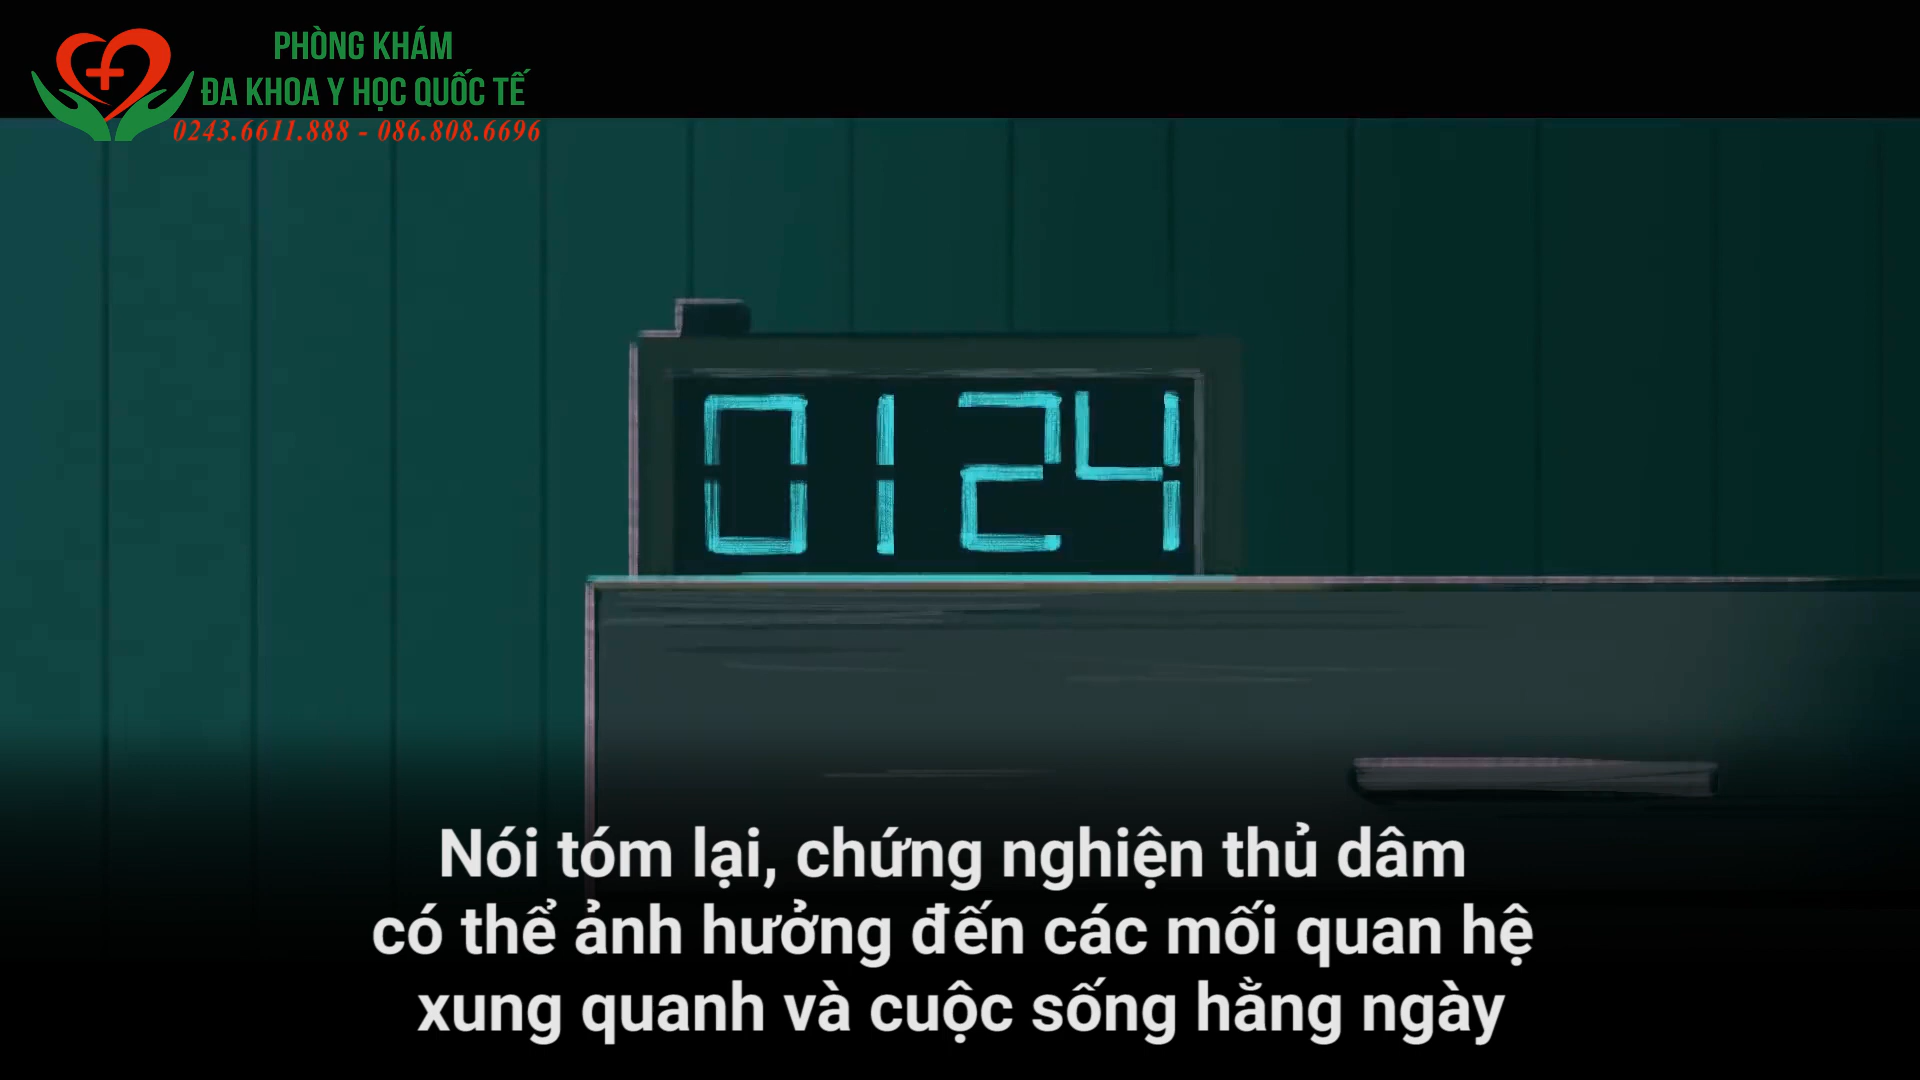 PHÒNG KHÁM
ĐA KHOA Y HỌC QUỐC TẾ
0243.6611.888 - 086.808.6696
0124
Nói tóm lại, chứng nghiện thủ dâm
có thể ảnh hưởng đến các mối quan hệ
xung quanh và cuộc sống hằng ngày